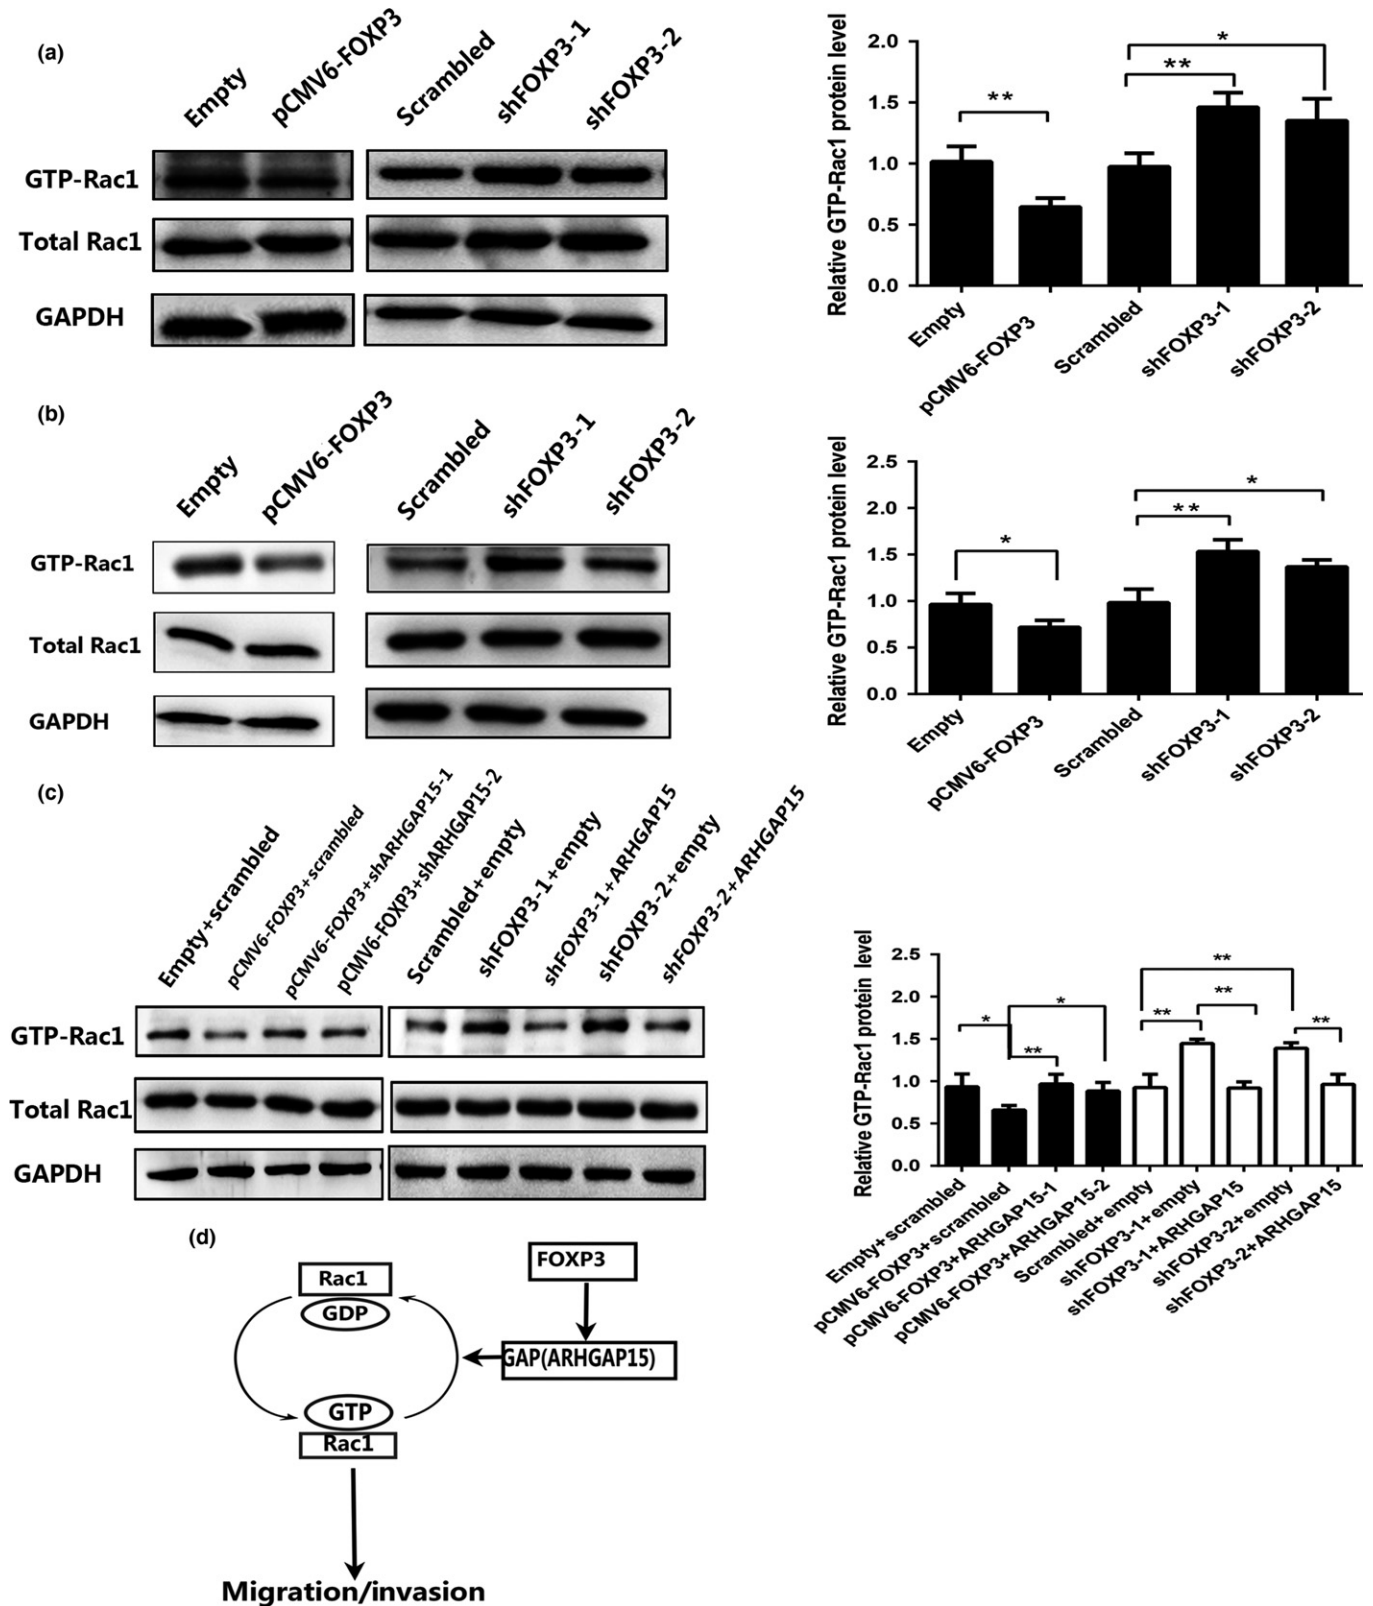 (a)
Empty
pCMV6-FOXP3
Scrambled
shFOXP3-1
shFOXP3-2
GTP-Rac1
Total Rac1
GAPDH
Relative GTP-Rac1 protein level
2.0
1.5
1.0
0.5
0.0
**
**
*
Empty
pCMV6-FOXP3
Scrambled
shFOXP3-1
shFOXP3-2
(b)
Empty
pCMV6-FOXP3
Scrambled
shFOXP3-1
shFOXP3-2
GTP-Rac1
Total Rac1
GAPDH
Relative GTP-Rac1 protein level
2.5
2.0
1.5
1.0
0.5
0.0
*
**
*
Empty
pCMV6-FOXP3
Scrambled
shFOXP3-1
shFOXP3-2
(c)
Empty+scrambled
pCMV6-FOXP3+scrambled
pCMV6-FOXP3+shARHGAP15-1
pCMV6-FOXP3+shARHGAP15-2
Scrambled+empty
shFOXP3-1+empty
shFOXP3-1+ARHGAP15
shFOXP3-2+empty
shFOXP3-2+ARHGAP15
GTP-Rac1
Total Rac1
GAPDH
Relative GTP-Rac1 protein level
2.5
2.0
1.5
1.0
0.5
0.0
*
**
*
**
**
**
**
Empty+scrambled
pCMV6-FOXP3+scrambled
pCMV6-FOXP3+ARHGAP15-1
pCMV6-FOXP3+ARHGAP15-2
Scrambled+empty
shFOXP3-1+empty
shFOXP3-1+ARHGAP15
shFOXP3-2+empty
shFOXP3-2+ARHGAP15
(d)
Rac1
GDP
FOXP3
GAP(ARHGAP15)
GTP
Rac1
Migration/invasion